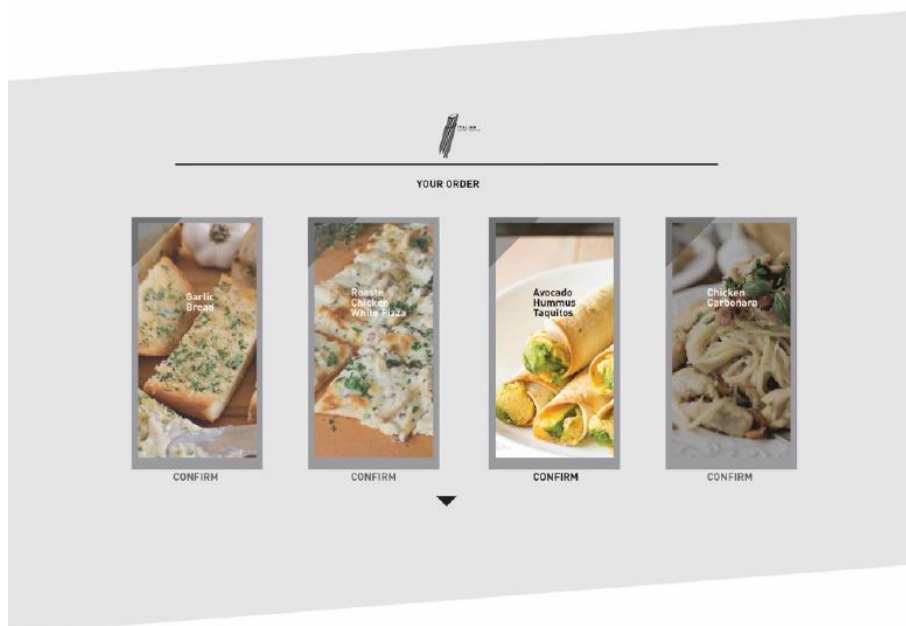 YOUR ORDER
Garlic
Bread
Roaste
Chicken
White Pizza
Avocado
Hummus
Taquitos
Chicken
Carbonara
CONFIRM
CONFIRM
CONFIRM
CONFIRM